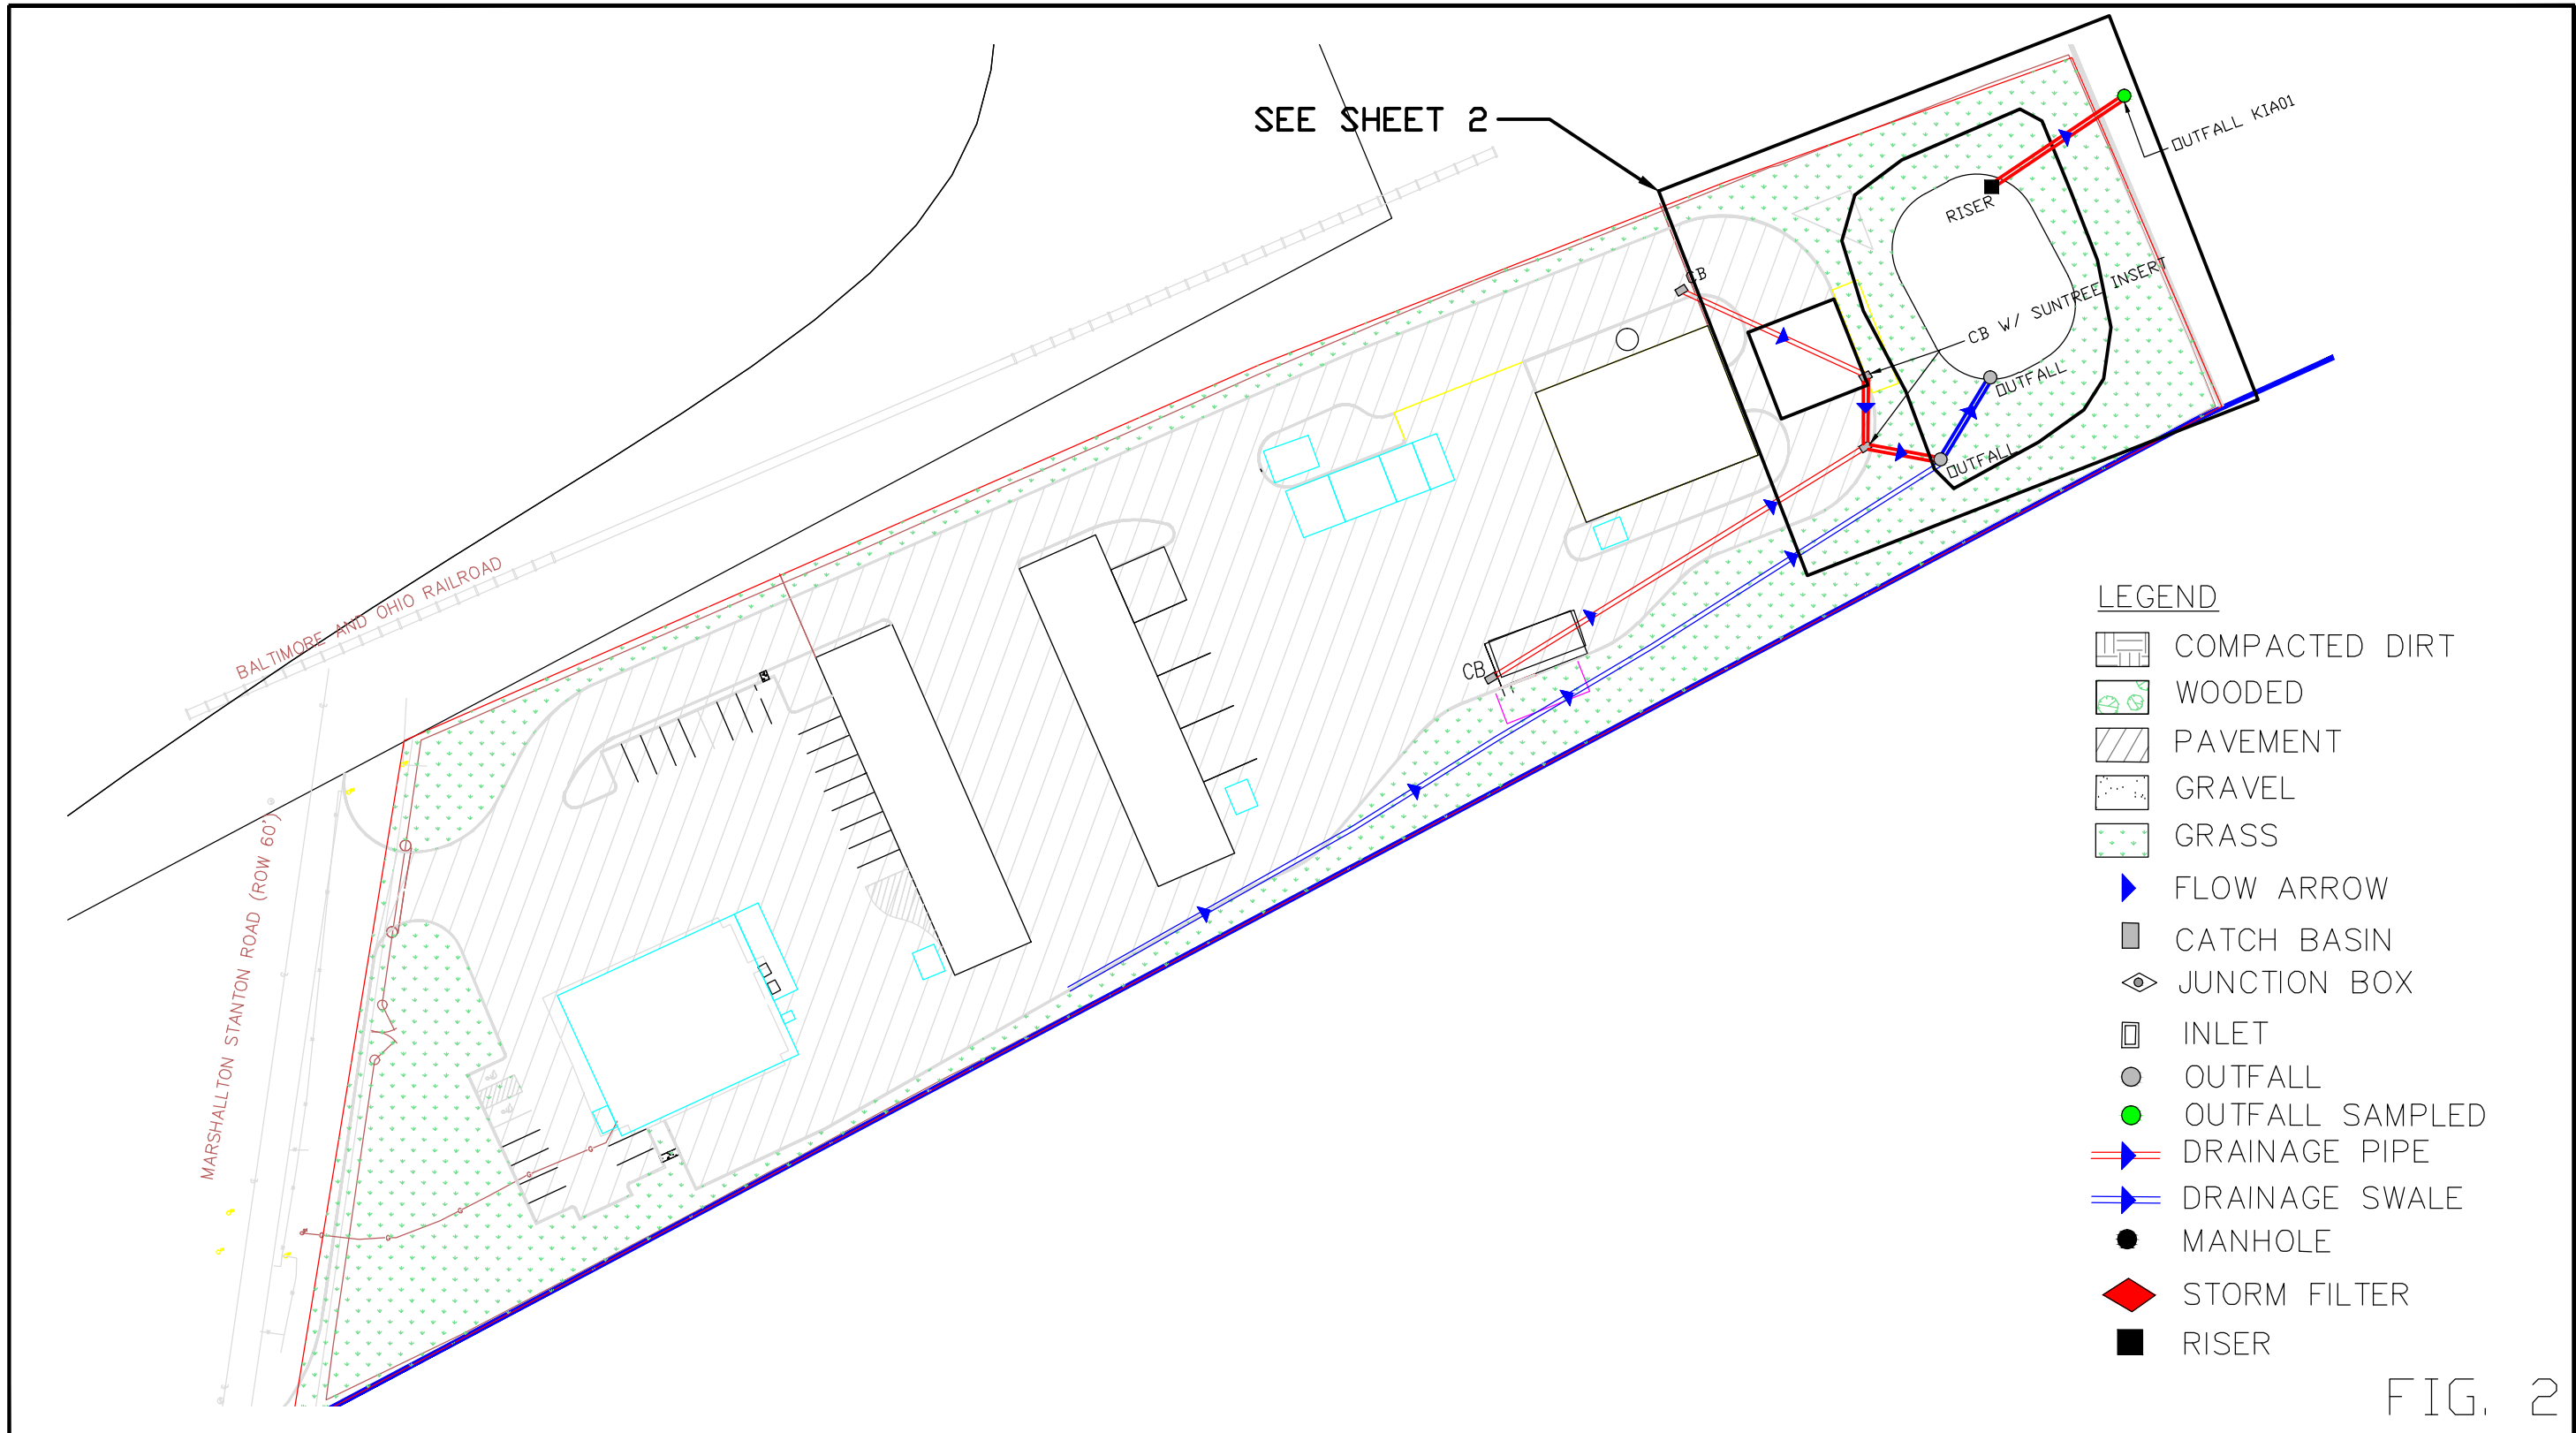 SEE SHEET 2
OUTFALL KIA01
RISER
CB
CB W/ SUNTREE INSERT
OUTFALL
OUTFALL
CB
BALTIMORE AND OHIO RAILROAD
MARSHALLTON STANTON ROAD (ROW 60')
LEGEND
COMPACTED DIRT
WOODED
PAVEMENT
GRAVEL
GRASS
FLOW ARROW
CATCH BASIN
JUNCTION BOX
INLET
OUTFALL
OUTFALL SAMPLED
DRAINAGE PIPE
DRAINAGE SWALE
MANHOLE
STORM FILTER
RISER
FIG. 2